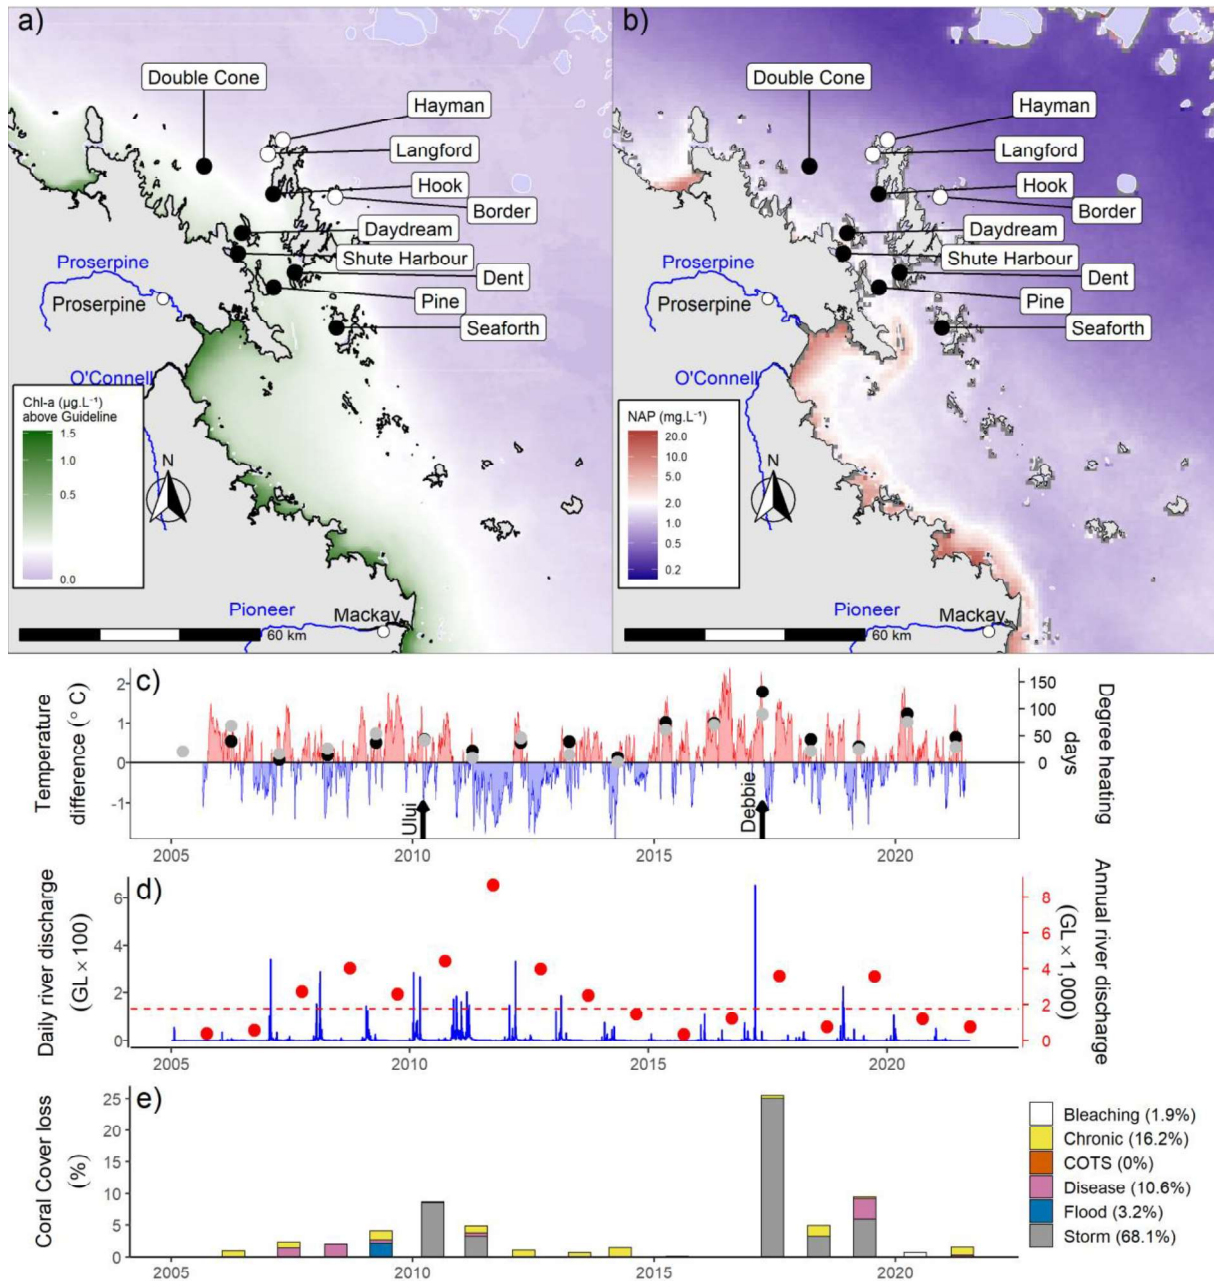 a)
Double Cone
Hayman
Langford
Hook
Border
Daydream
Shute Harbour
Dent
Pine
Seaforth
Proserpine
Proserpine
O'Connell
Chl-a (µg.L⁻¹)
above Guideline
1.5
1.0
0.5
0.0
N
Pioneer
Mackay
60 km
b)
Double Cone
Hayman
Langford
Hook
Border
Daydream
Shute Harbour
Dent
Pine
Seaforth
Proserpine
Proserpine
O'Connell
NAP (mg.L⁻¹)
20.0
10.0
5.0
2.0
1.0
0.5
0.2
N
Pioneer
Mackay
60 km
c)
Temperature
difference (° C)
2
1
0
-1
Ului
Debbie
150
100
50
0
Degree heating
days
2005
2010
2015
2020
d)
Daily river discharge
(GL × 100)
6
4
2
0
8
6
4
2
0
Annual river discharge
(GL × 1,000)
2005
2010
2015
2020
e)
Coral Cover loss
(%)
25
20
15
10
5
0
2005
2010
2015
2020
Bleaching (1.9%)
Chronic (16.2%)
COTS (0%)
Disease (10.6%)
Flood (3.2%)
Storm (68.1%)